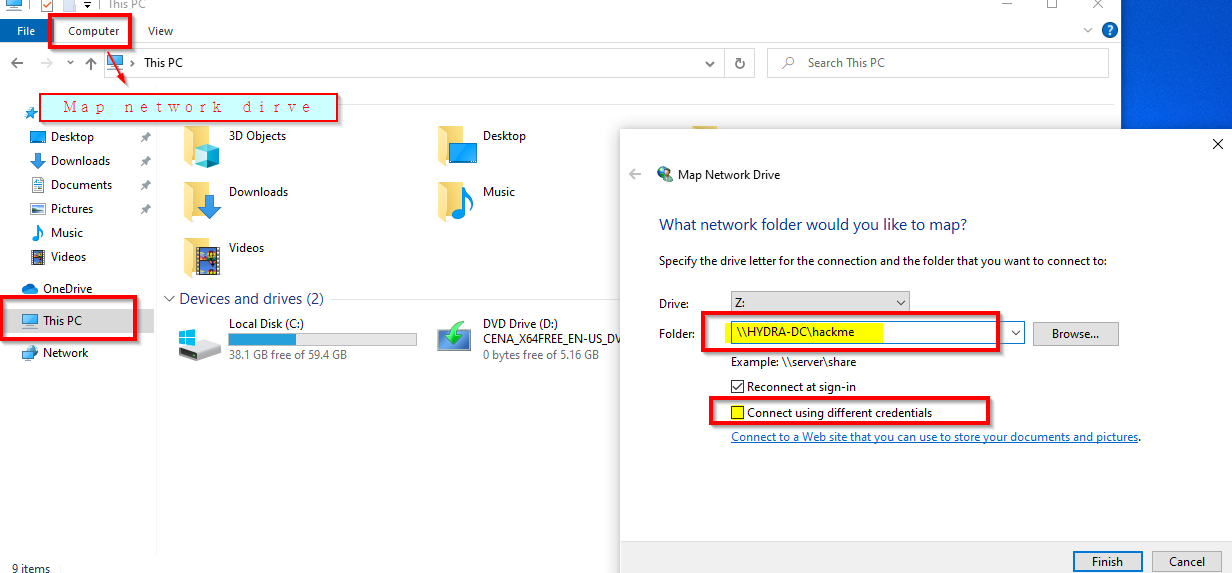 This PC
File Computer View
This PC
Search This PC
Map network dirve
Desktop
Downloads
Documents
Pictures
Music
Videos
OneDrive
This PC
Network
3D Objects
Desktop
Downloads
Music
Videos
Devices and drives (2)
Local Disk (C:)
38.1 GB free of 59.4 GB
DVD Drive (D:)
CENA_X64FREE_EN-US_DV
0 bytes free of 5.16 GB
9 items
Map Network Drive
What network folder would you like to map?
Specify the drive letter for the connection and the folder that you want to connect to:
Drive: Z:
Folder: \\HYDRA-DC\hackme Browse...
Example: \\server\share
Reconnect at sign-in
Connect using different credentials
Connect to a Web site that you can use to store your documents and pictures.
Finish Cancel